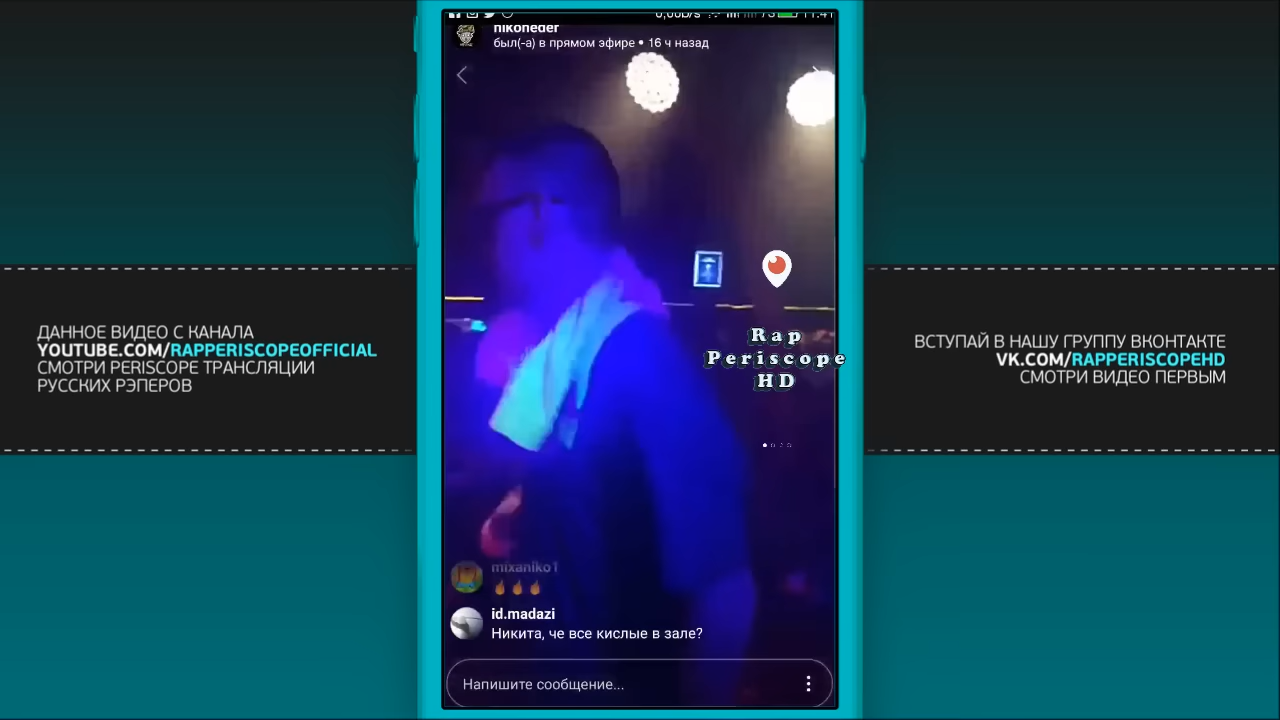 nikoneder
был(-а) в прямом эфире • 16 ч назад
ДАННОЕ ВИДЕО С КАНАЛА
YOUTUBE.COM/RAPPERISCOPEOFFICIAL
СМОТРИ PERISCOPE ТРАНСЛЯЦИИ
РУССКИХ РЭПЕРОВ
Rap
Periscope
HD
ВСТУПАЙ В НАШУ ГРУППУ ВКОНТАКТЕ
VK.COM/RAPPERISCOPEHD
СМОТРИ ВИДЕО ПЕРВЫМ
mixaniko1
id.madazi
Никита, че все кислые в зале?
Напишите сообщение...